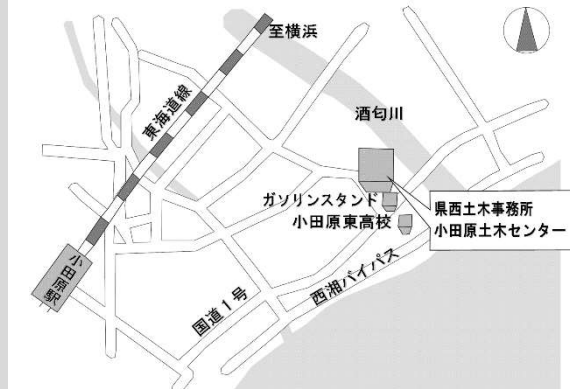 至横浜
東海道線
酒匂川
ガソリンスタンド
小田原東高校
県西土木事務所
小田原土木センター
小田原駅
国道1号
西湘バイパス